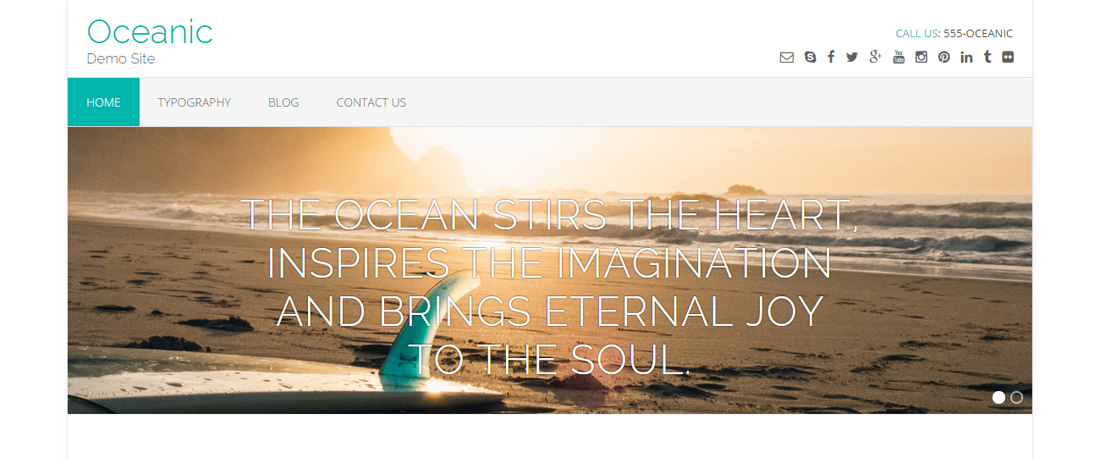 Oceanic
Demo Site
CALL US: 555-OCEANIC
HOME TYPOGRAPHY BLOG CONTACT US
THE OCEAN STIRS THE HEART,
INSPIRES THE IMAGINATION
AND BRINGS ETERNAL JOY
TO THE SOUL.